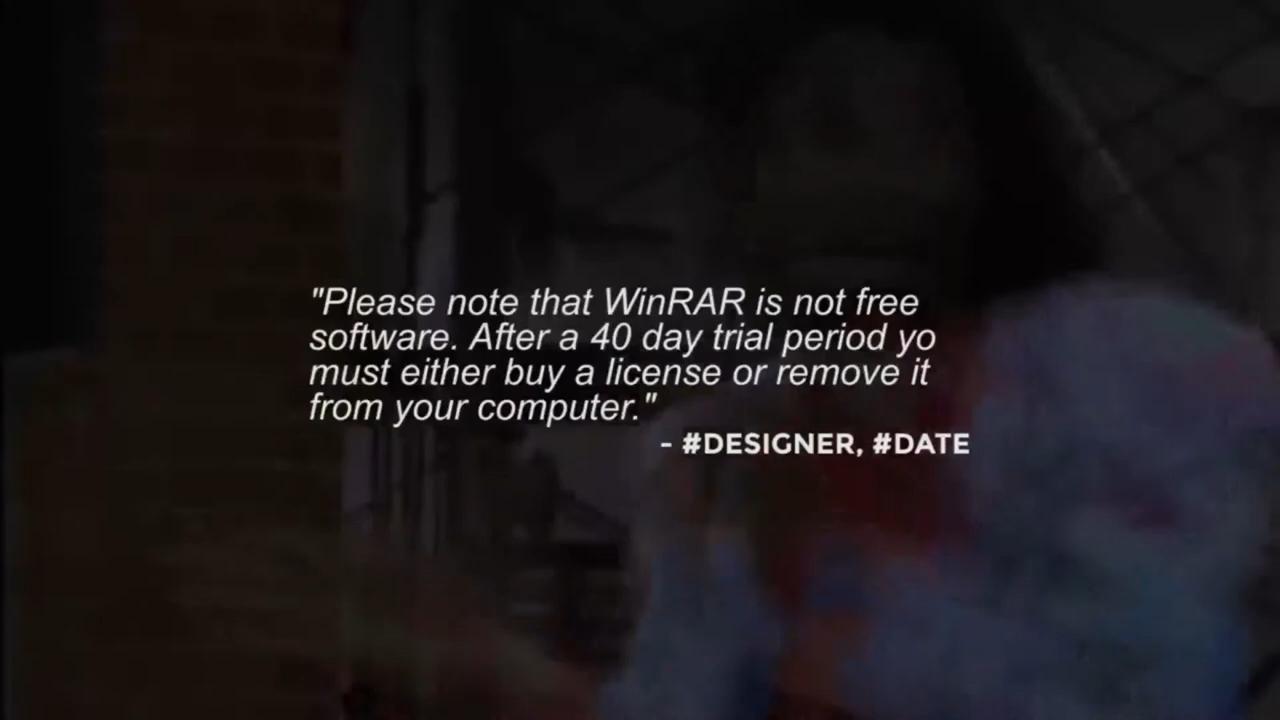 "Please note that WinRAR is not free
software. After a 40 day trial period yo
must either buy a license or remove it
from your computer."
- #DESIGNER, #DATE